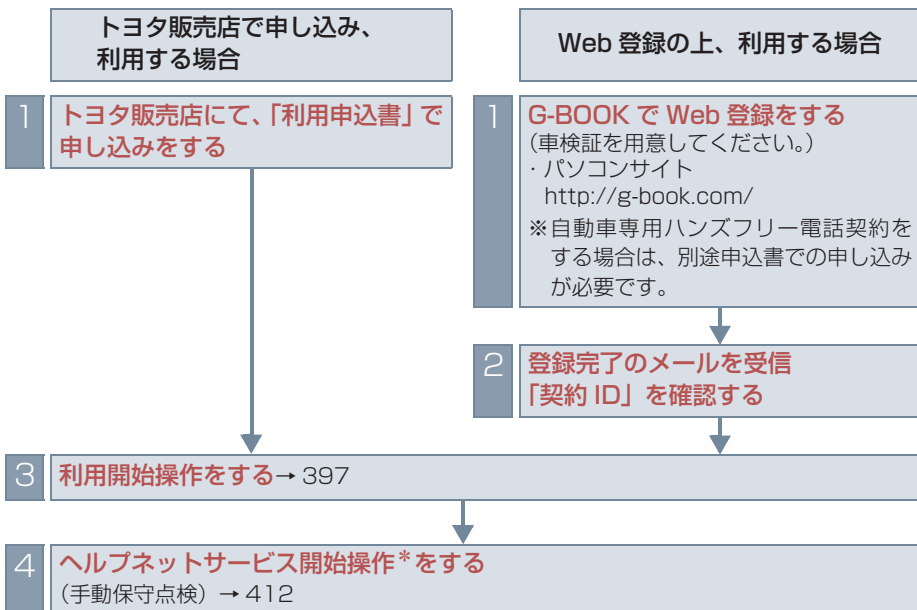 トヨタ販売店で申し込み、
利用する場合
1
トヨタ販売店にて、「利用申込書」で
申し込みをする
Web 登録の上、利用する場合
1
G-BOOK で Web 登録をする
（車検証を用意してください。）
・パソコンサイト
http://g-book.com/
※自動車専用ハンズフリー電話契約を
する場合は、別途申込書での申し込み
が必要です。
2
登録完了のメールを受信
「契約 ID」を確認する
3
利用開始操作をする→ 397
4
ヘルプネットサービス開始操作＊をする
（手動保守点検）→ 412